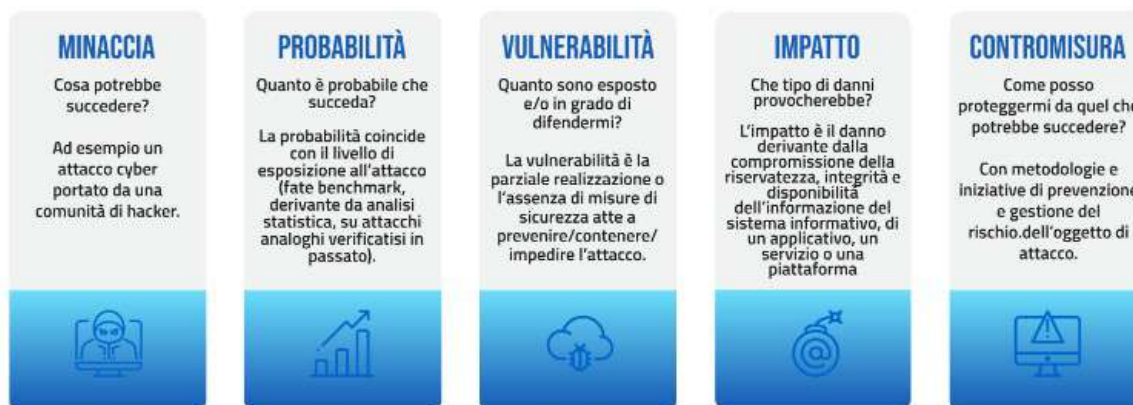 MINACCIA
Cosa potrebbe
succedere?
Ad esempio un
attacco cyber
portato da una
comunità di hacker.
PROBABILITÀ
Quanto è probabile che
succeda?
La probabilità coincide
con il livello di
esposizione all'attacco
(fate benchmark,
derivante da analisi
statistica, su attacchi
analoghi verificatisi in
passato).
VULNERABILITÀ
Quanto sono esposto
e/o in grado di
difendermi?
La vulnerabilità è la
parziale realizzazione o
l'assenza di misure di
sicurezza atte a
prevenire/contenere/
impedire l'attacco.
IMPATTO
Che tipo di danni
provocherebbe?
L'impatto è il danno
derivante dalla
compromissione della
riservatezza, integrità e
disponibilità
dell'informazione del
sistema informativo, di
un applicativo, un
servizio o una
piattaforma
@
CONTROMISURA
Come posso
proteggermi da quel che
potrebbe succedere?
Con metodologie e
iniziative di prevenzione
e gestione del
rischio.dell'oggetto di
attacco.